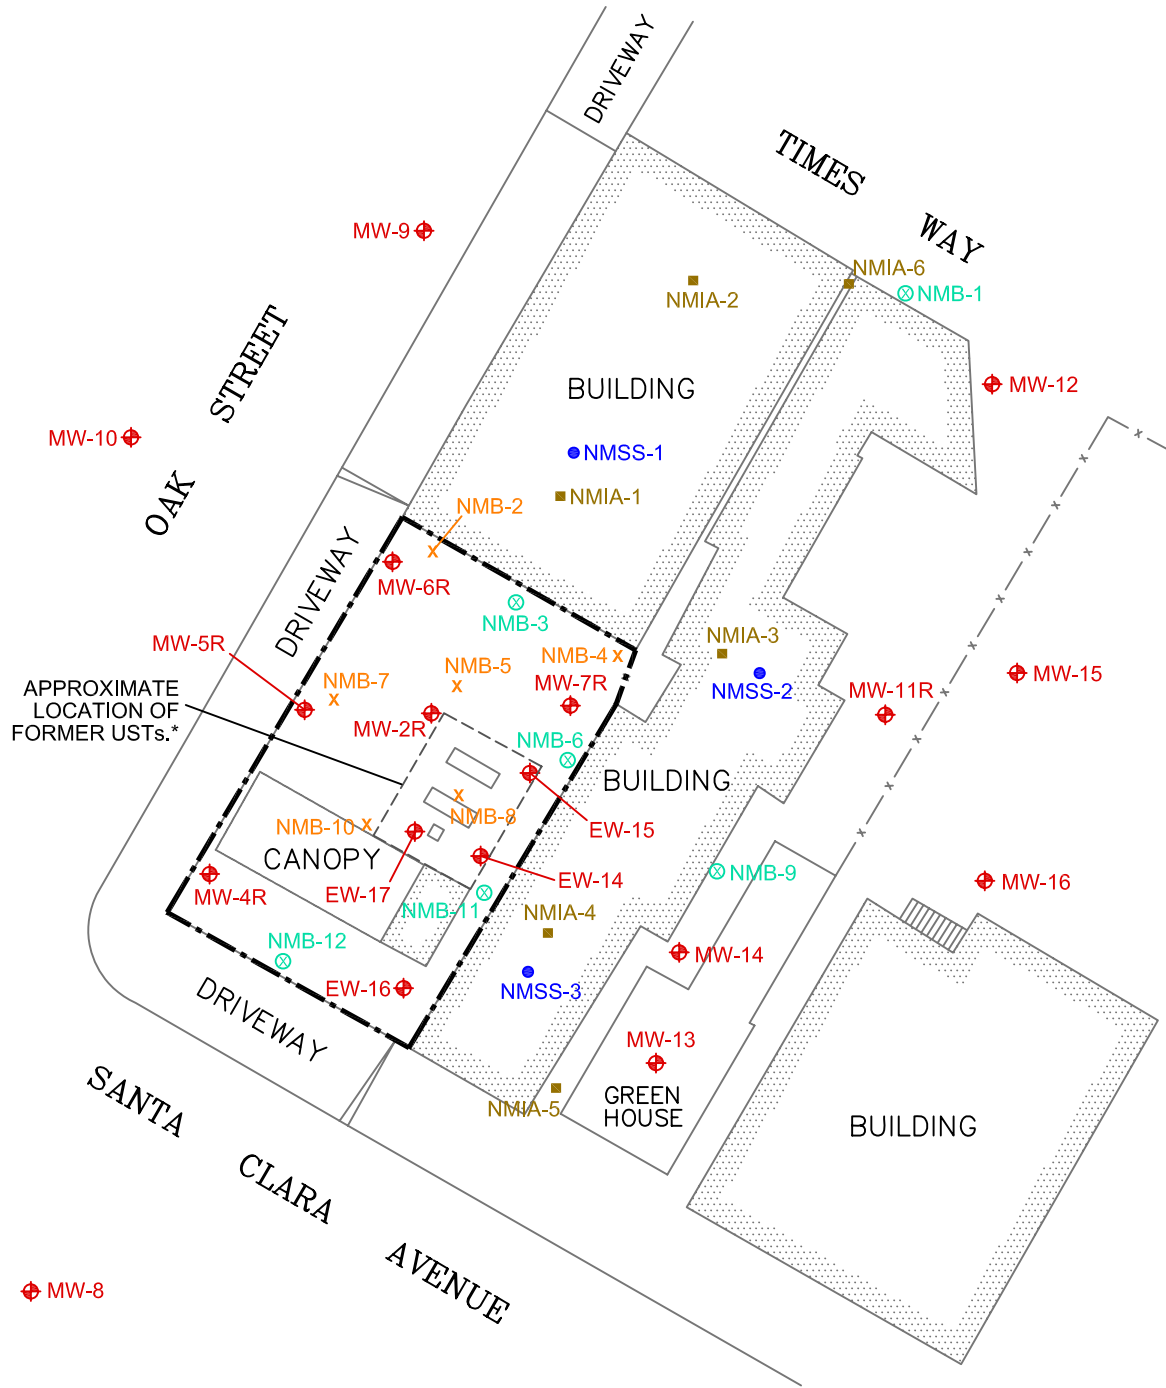 DRIVEWAY
TIMES
WAY
MW-9
NMIA-6
NMIA-2
NMB-1
STREET
BUILDING
MW-12
MW-10
NMSS-1
OAK
NMIA-1
NMB-2
DRIVEWAY
MW-6R
NMB-3
MW-5R
NMB-4
NMIA-3
NMB-5
NMB-7
MW-7R
NMSS-2
MW-15
MW-11R
APPROXIMATE
LOCATION OF
FORMER USTs.*
MW-2R
NMB-6
BUILDING
NMB-8
NMB-10
EW-15
CANOPY
NMB-9
EW-14
MW-16
EW-17
MW-4R
NMB-11
NMIA-4
NMB-12
MW-14
EW-16
NMSS-3
DRIVEWAY
MW-13
SANTA
GREEN
HOUSE
NMIA-5
BUILDING
CLARA
AVENUE
MW-8